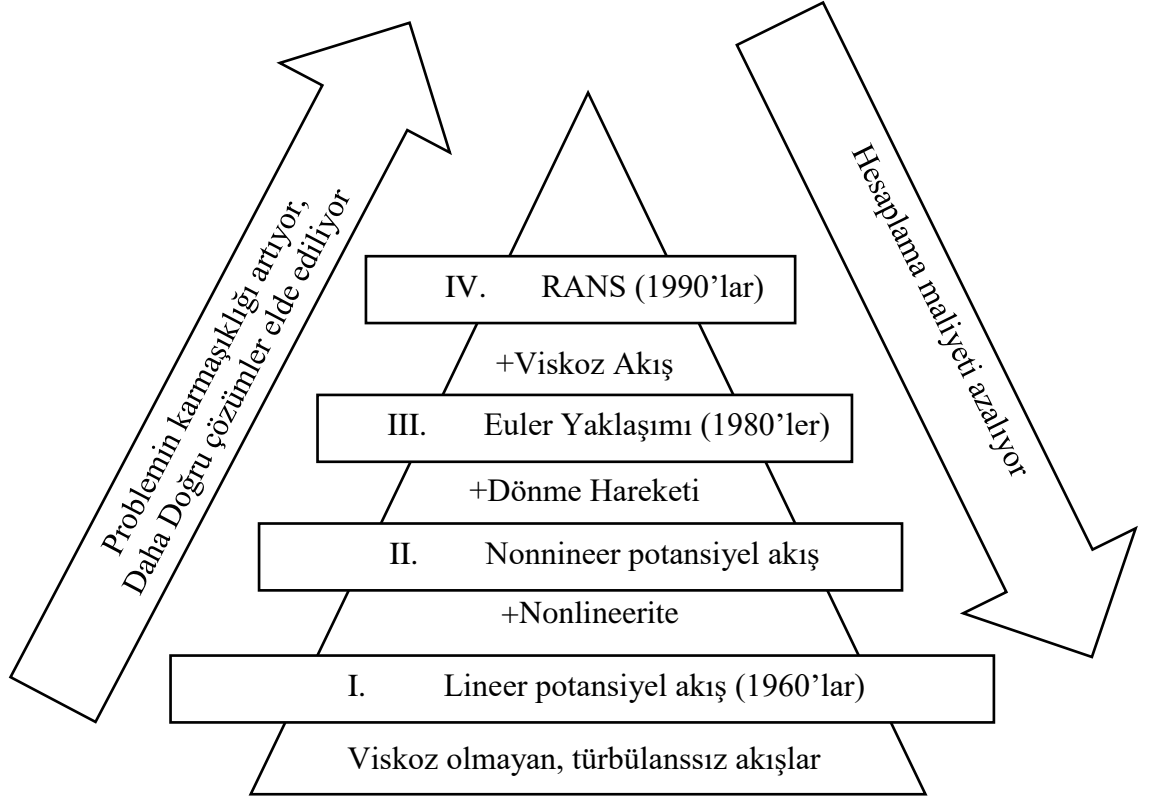 Problemin karmaşıklığı artıyor,
Daha Doğru çözümler elde ediliyor
Hesaplama maliyeti azalıyor
IV. RANS (1990’lar)
+Viskoz Akış
III. Euler Yaklaşımı (1980’ler)
+Dönme Hareketi
II. Nonnineer potansiyel akış
+Nonlineerite
I. Lineer potansiyel akış (1960’lar)
Viskoz olmayan, türbülanssız akışlar